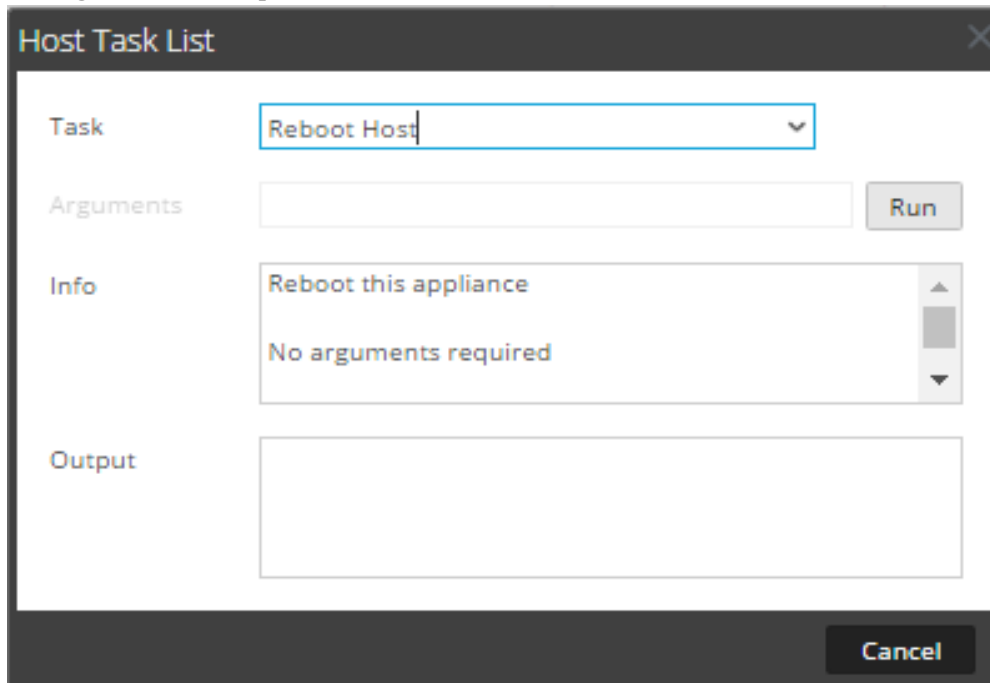 Host Task List
Task
Reboot Host
Arguments
Run
Info
Reboot this appliance
No arguments required
Output
Cancel